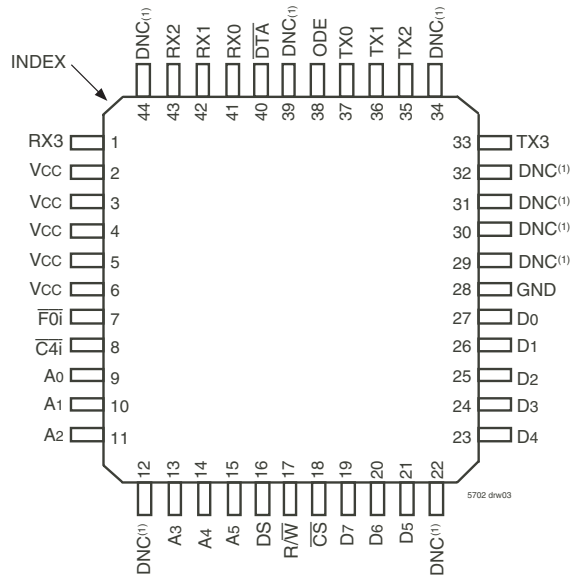 DNC(1) RX2 RX1 RX0 DTA DNC(1) ODE TX0 TX1 TX2 DNC(1)
INDEX
44 43 42 41 40 39 38 37 36 35 34
RX3 1 33 TX3
VCC 2 32 DNC(1)
VCC 3 31 DNC(1)
VCC 4 30 DNC(1)
VCC 5 29 DNC(1)
VCC 6 28 GND
F0i 7 27 D0
C4i 8 26 D1
A0 9 25 D2
A1 10 24 D3
A2 11 23 D4
12 13 14 15 16 17 18 19 20 21 22
5702 drw03
DNC(1) A3 A4 A5 DS R/W CS D7 D6 D5 DNC(1)